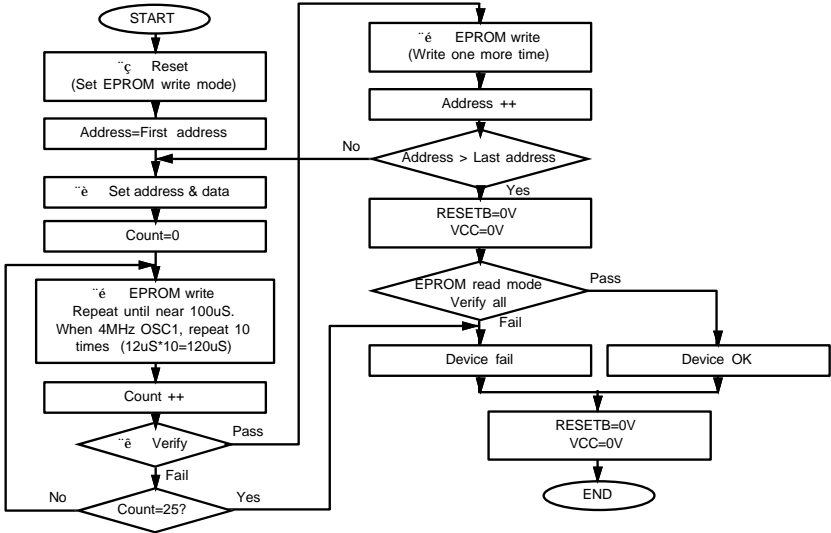 START
¨ç Reset
(Set EPROM write mode)
Address=First address
¨è Set address & data
Count=0
¨é EPROM write
Repeat until near 100uS.
When 4MHz OSC1, repeat 10
times (12uS*10=120uS)
Count ++
¨ê Verify
Pass
Fail
Count=25?
No
Yes
¨é EPROM write
(Write one more time)
Address ++
Address > Last address
No
Yes
RESETB=0V
VCC=0V
EPROM read mode
Verify all
Pass
Fail
Device fail
Device OK
RESETB=0V
VCC=0V
END